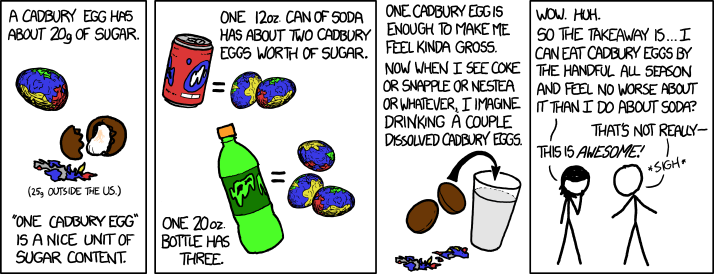 A CADBURY EGG HAS
ABOUT 20g OF SUGAR.
(25g OUTSIDE THE US.)
"ONE CADBURY EGG"
IS A NICE UNIT OF
SUGAR CONTENT.
ONE 12oz. CAN OF SODA
HAS ABOUT TWO CADBURY
EGGS WORTH OF SUGAR.
=
=
ONE 20oz.
BOTTLE HAS
THREE.
ONE CADBURY EGG IS
ENOUGH TO MAKE ME
FEEL KINDA GROSS.
NOW WHEN I SEE COKE
OR SNAPPLE OR NESTEA
OR WHATEVER, I IMAGINE
DRINKING A COUPLE
DISSOLVED CADBURY EGGS.
WOW. HUH.
SO THE TAKEAWAY IS... I
CAN EAT CADBURY EGGS BY
THE HANDFUL ALL SEASON
AND FEEL NO WORSE ABOUT
IT THAN I DO ABOUT SODA?
THAT'S NOT REALLY—
THIS IS AWESOME!
*SIGH*